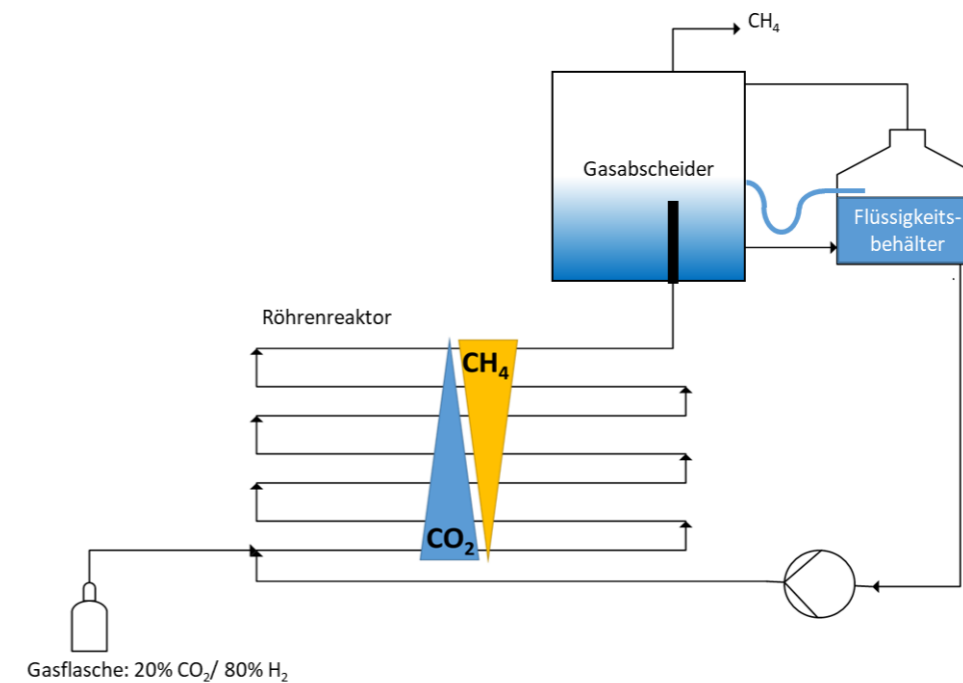 CH₄
Gasabscheider
Flüssigkeits-
behälter
Röhrenreaktor
CH₄
CO₂
Gasflasche: 20% CO₂/ 80% H₂